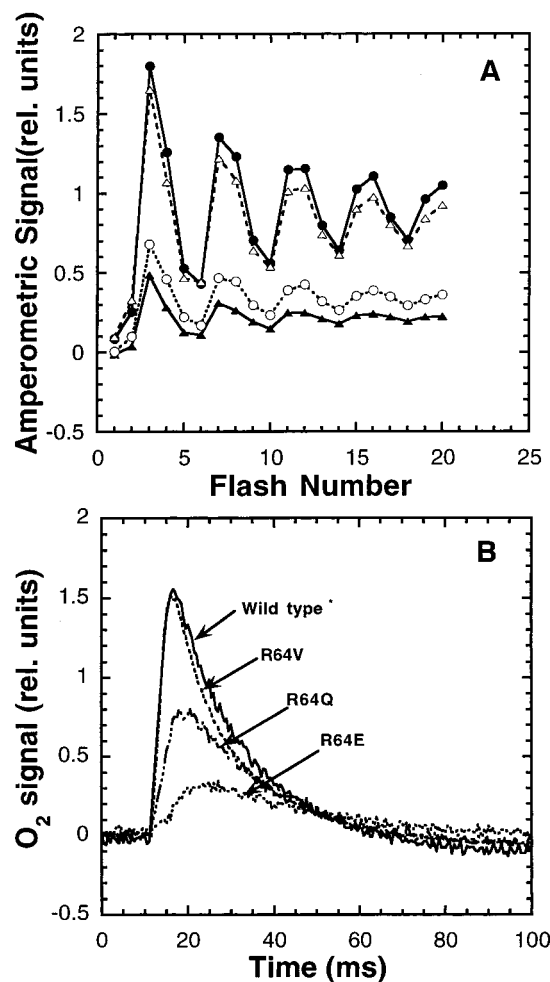 A
Amperometric Signal(rel. units)
2
1.5
1
0.5
0
-0.5
0 5 10 15 20 25
Flash Number
B
O2 signal (rel. units)
2
1.5
1
0.5
0
-0.5
Wild type
R64V
R64Q
R64E
0 20 40 60 80 100
Time (ms)